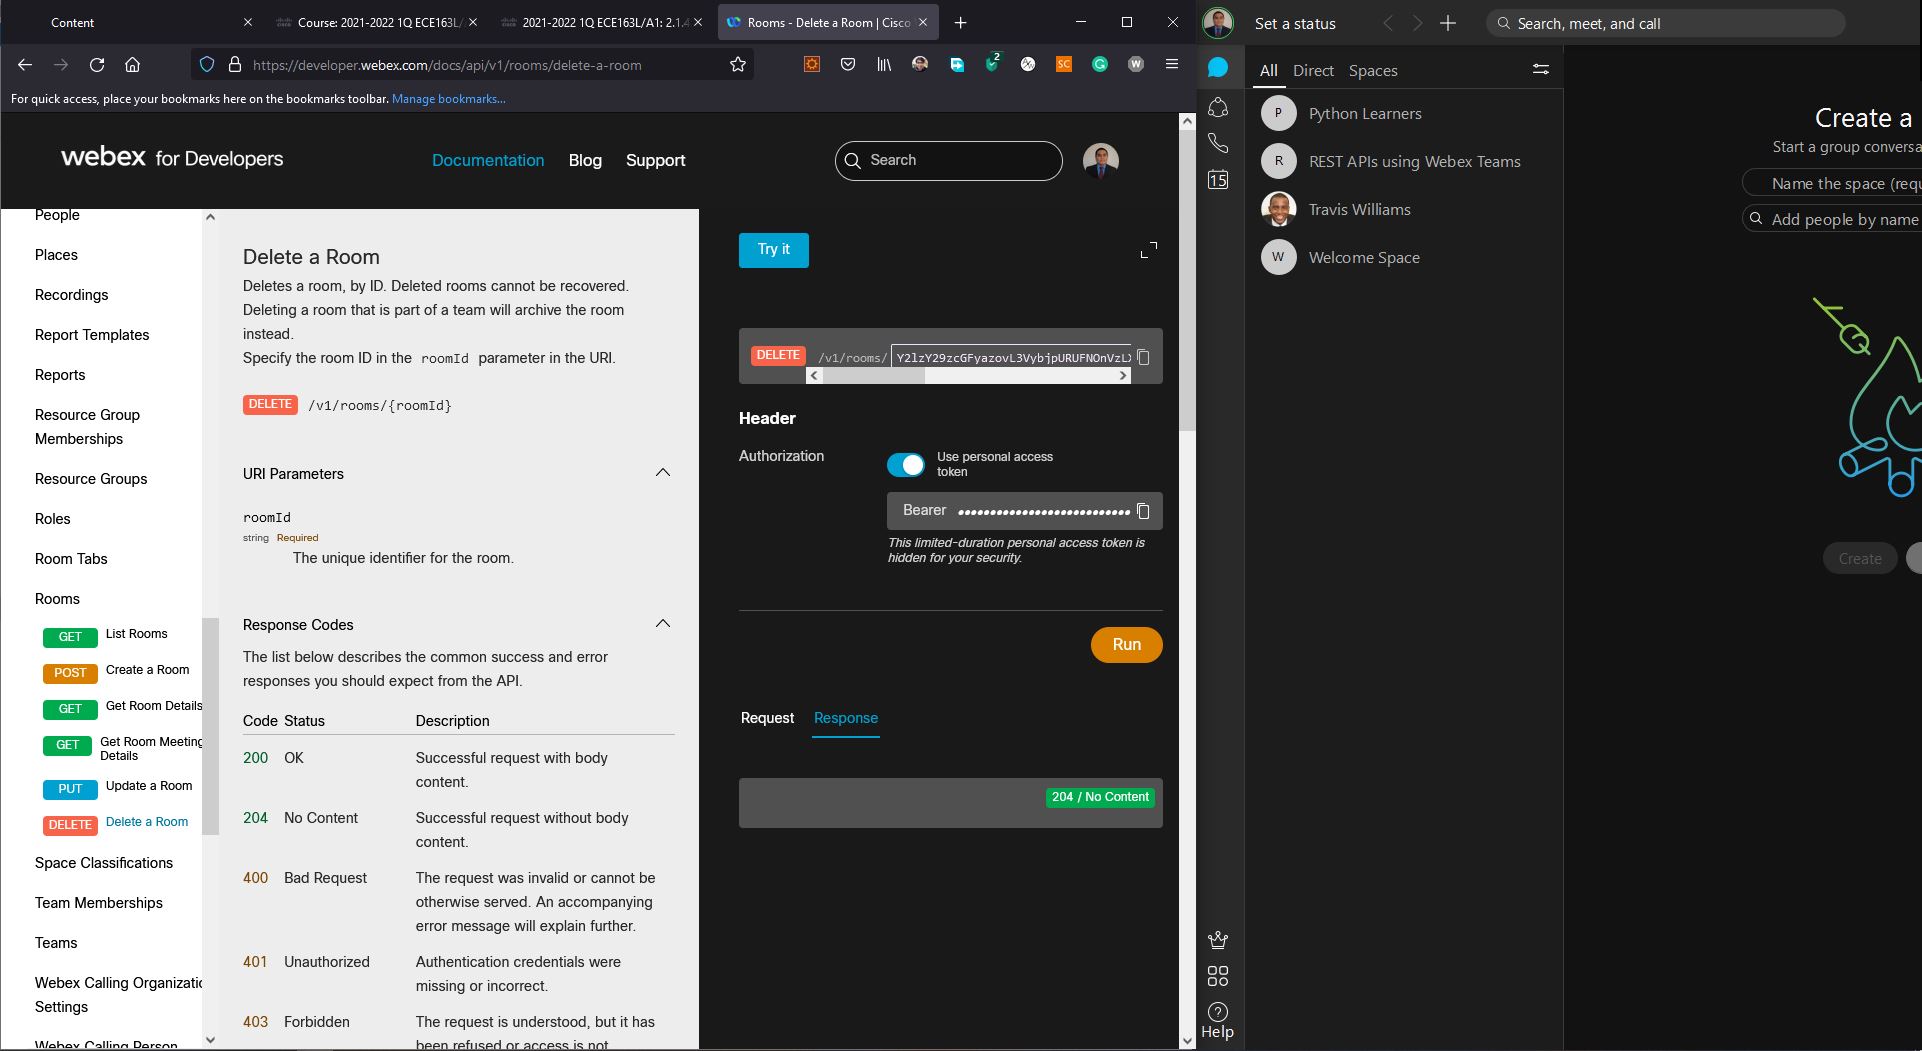 Content
Course: 2021-2022 1Q ECE163L/
2021-2022 1Q ECE163L/A1: 2.1.4
Rooms - Delete a Room | Cisco
https://developer.webex.com/docs/api/v1/rooms/delete-a-room
2
SC
G
W
For quick access, place your bookmarks here on the bookmarks toolbar. Manage bookmarks...
webex for Developers
Documentation
Blog
Support
Search
People
Places
Recordings
Report Templates
Reports
Resource Group
Memberships
Resource Groups
Roles
Room Tabs
Rooms
GET List Rooms
POST Create a Room
GET Get Room Details
GET Get Room Meeting
Details
PUT Update a Room
DELETE Delete a Room
Space Classifications
Team Memberships
Teams
Webex Calling Organizatio
Settings
Webex Calling Person
Delete a Room
Deletes a room, by ID. Deleted rooms cannot be recovered.
Deleting a room that is part of a team will archive the room
instead.
Specify the room ID in the roomId parameter in the URI.
DELETE /v1/rooms/{roomId}
URI Parameters
roomId
string Required
The unique identifier for the room.
Response Codes
The list below describes the common success and error
responses you should expect from the API.
Code Status Description
200 OK Successful request with body
content.
204 No Content Successful request without body
content.
400 Bad Request The request was invalid or cannot be
otherwise served. An accompanying
error message will explain further.
401 Unauthorized Authentication credentials were
missing or incorrect.
403 Forbidden The request is understood, but it has
been refused or access is not
Try it
DELETE /v1/rooms/ Y2lzY29zcGFyazovL3VybjpURUFNOnVzLX
Header
Authorization
Use personal access
token
Bearer ••••••••••••••••••••••••••
This limited-duration personal access token is
hidden for your security.
Run
Request
Response
204 / No Content
Set a status
Search, meet, and call
All
Direct
Spaces
15
P Python Learners
R REST APIs using Webex Teams
Travis Williams
W Welcome Space
Help
Create a
Start a group conversa
Name the space (requ
Add people by name
Create